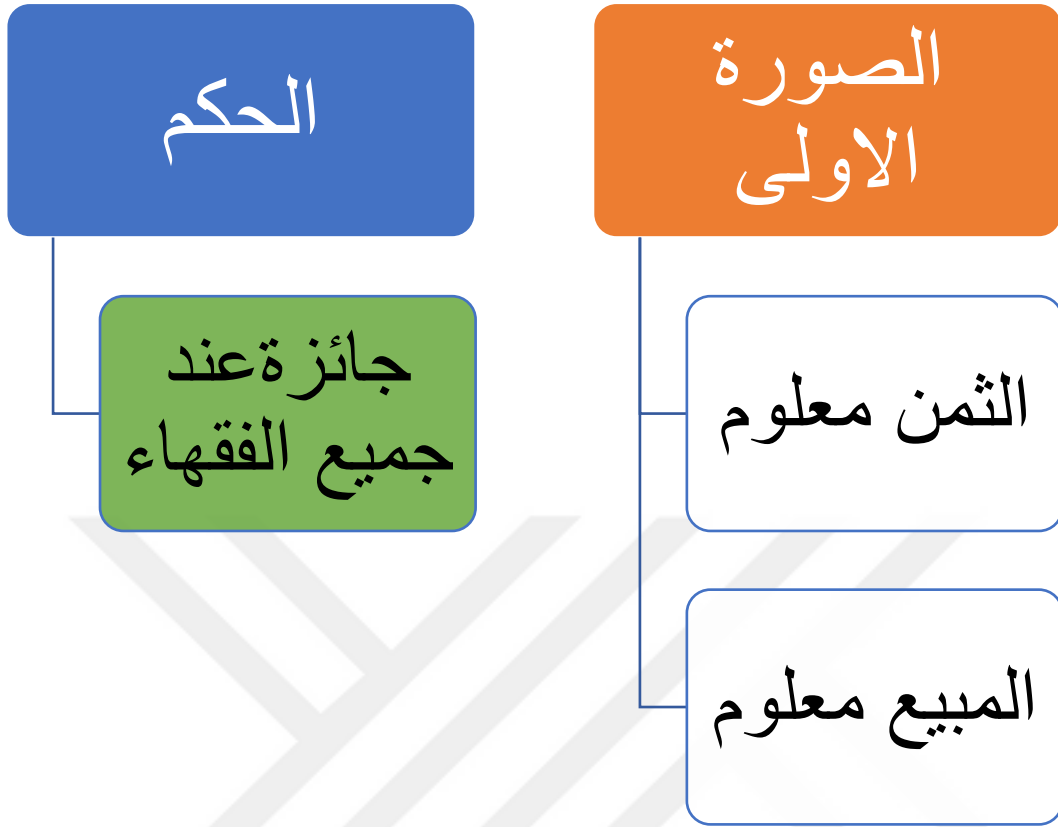 الصورة
الاولى
الثمن معلوم
المبيع معلوم
الحكم
جائزةعند
جميع الفقهاء